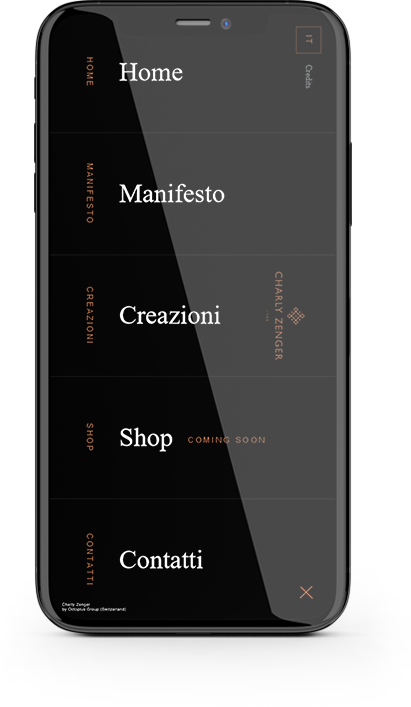 IT
Credits
HOME
Home
MANIFESTO
Manifesto
CREAZIONI
Creazioni
CHARLY ZENGER
SHOP
Shop
COMING SOON
CONTATTI
Contatti
Charly Zenger
by Octuplus Group (Switzerland)